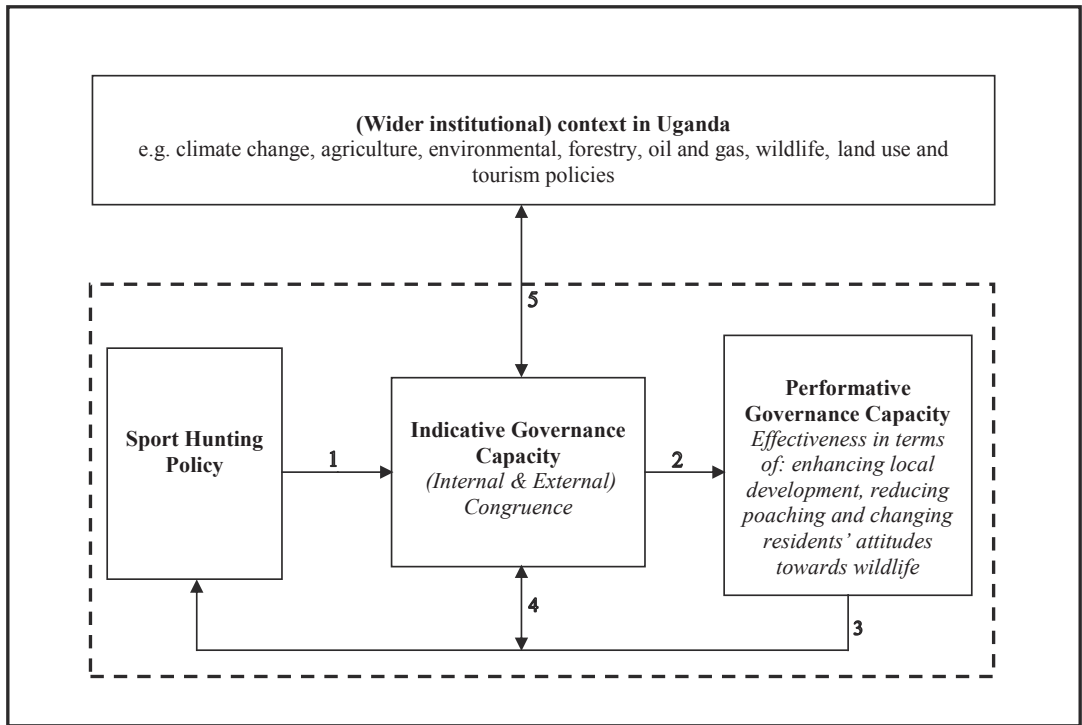 (Wider institutional) context in Uganda
e.g. climate change, agriculture, environmental, forestry, oil and gas, wildlife, land use and
tourism policies
5
Sport Hunting
Policy
1
Indicative Governance
Capacity
(Internal & External)
Congruence
2
Performative
Governance Capacity
Effectiveness in terms
of: enhancing local
development, reducing
poaching and changing
residents’ attitudes
towards wildlife
4
3